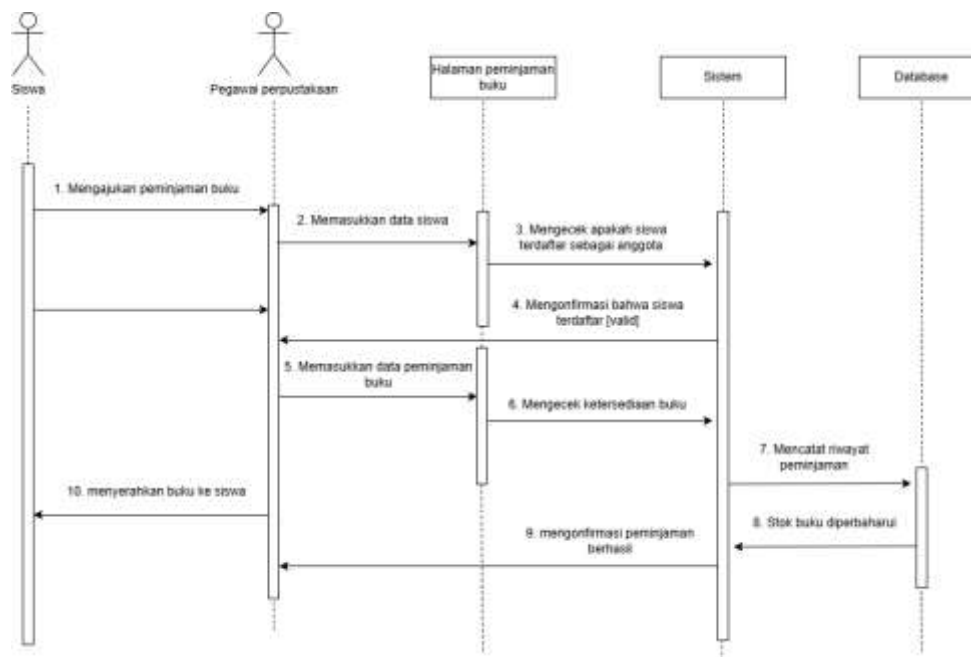 Siswa
Pegawai perpustakaan
Halaman peminjaman
buku
Sistem
Database
1. Mengajukan peminjaman buku
2. Memasukkan data siswa
3. Mengecek apakah siswa
terdaftar sebagai anggota
4. Mengonfirmasi bahwa siswa
terdaftar [valid]
5. Memasukkan data peminjaman
buku
6. Mengecek ketersediaan buku
7. Mencatat riwayat
peminjaman
8. Stok buku diperbaharui
9. mengonfirmasi peminjaman
berhasil
10. menyerahkan buku ke siswa